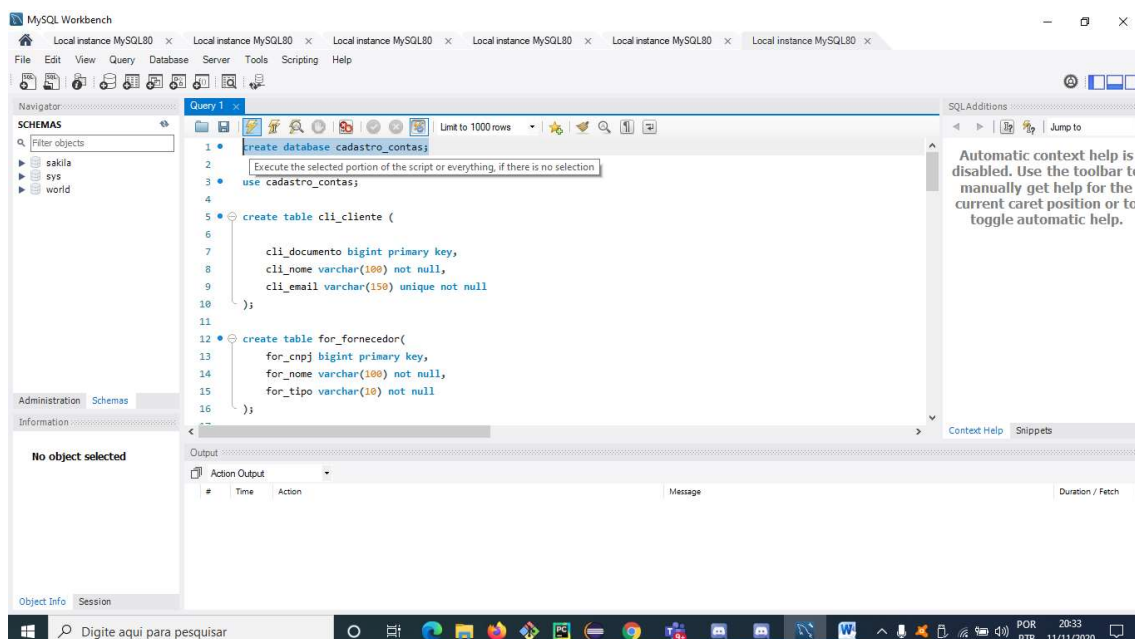 MySQL Workbench
Local instance MySQL80 × Local instance MySQL80 × Local instance MySQL80 × Local instance MySQL80 × Local instance MySQL80 × Local instance MySQL80 ×
File Edit View Query Database Server Tools Scripting Help
Navigator
SCHEMAS
Filter objects
sakila
sys
world
Administration Schemas
Information
No object selected
Object Info Session
Query 1 ×
Limit to 1000 rows
1 create database cadastro_contas;
2
Execute the selected portion of the script or everything, if there is no selection
3 use cadastro_contas;
4
5 create table cli_cliente (
6
7 cli_documento bigint primary key,
8 cli_nome varchar(100) not null,
9 cli_email varchar(150) unique not null
10 );
11
12 create table for_fornecedor(
13 for_cnpj bigint primary key,
14 for_nome varchar(100) not null,
15 for_tipo varchar(10) not null
16 );
SQLAdditions
Jump to
Automatic context help is
disabled. Use the toolbar to
manually get help for the
current caret position or to
toggle automatic help.
Context Help Snippets
Output
Action Output
# Time Action Message Duration / Fetch
Digite aqui para pesquisar
POR 20:33
PTB 11/11/2020